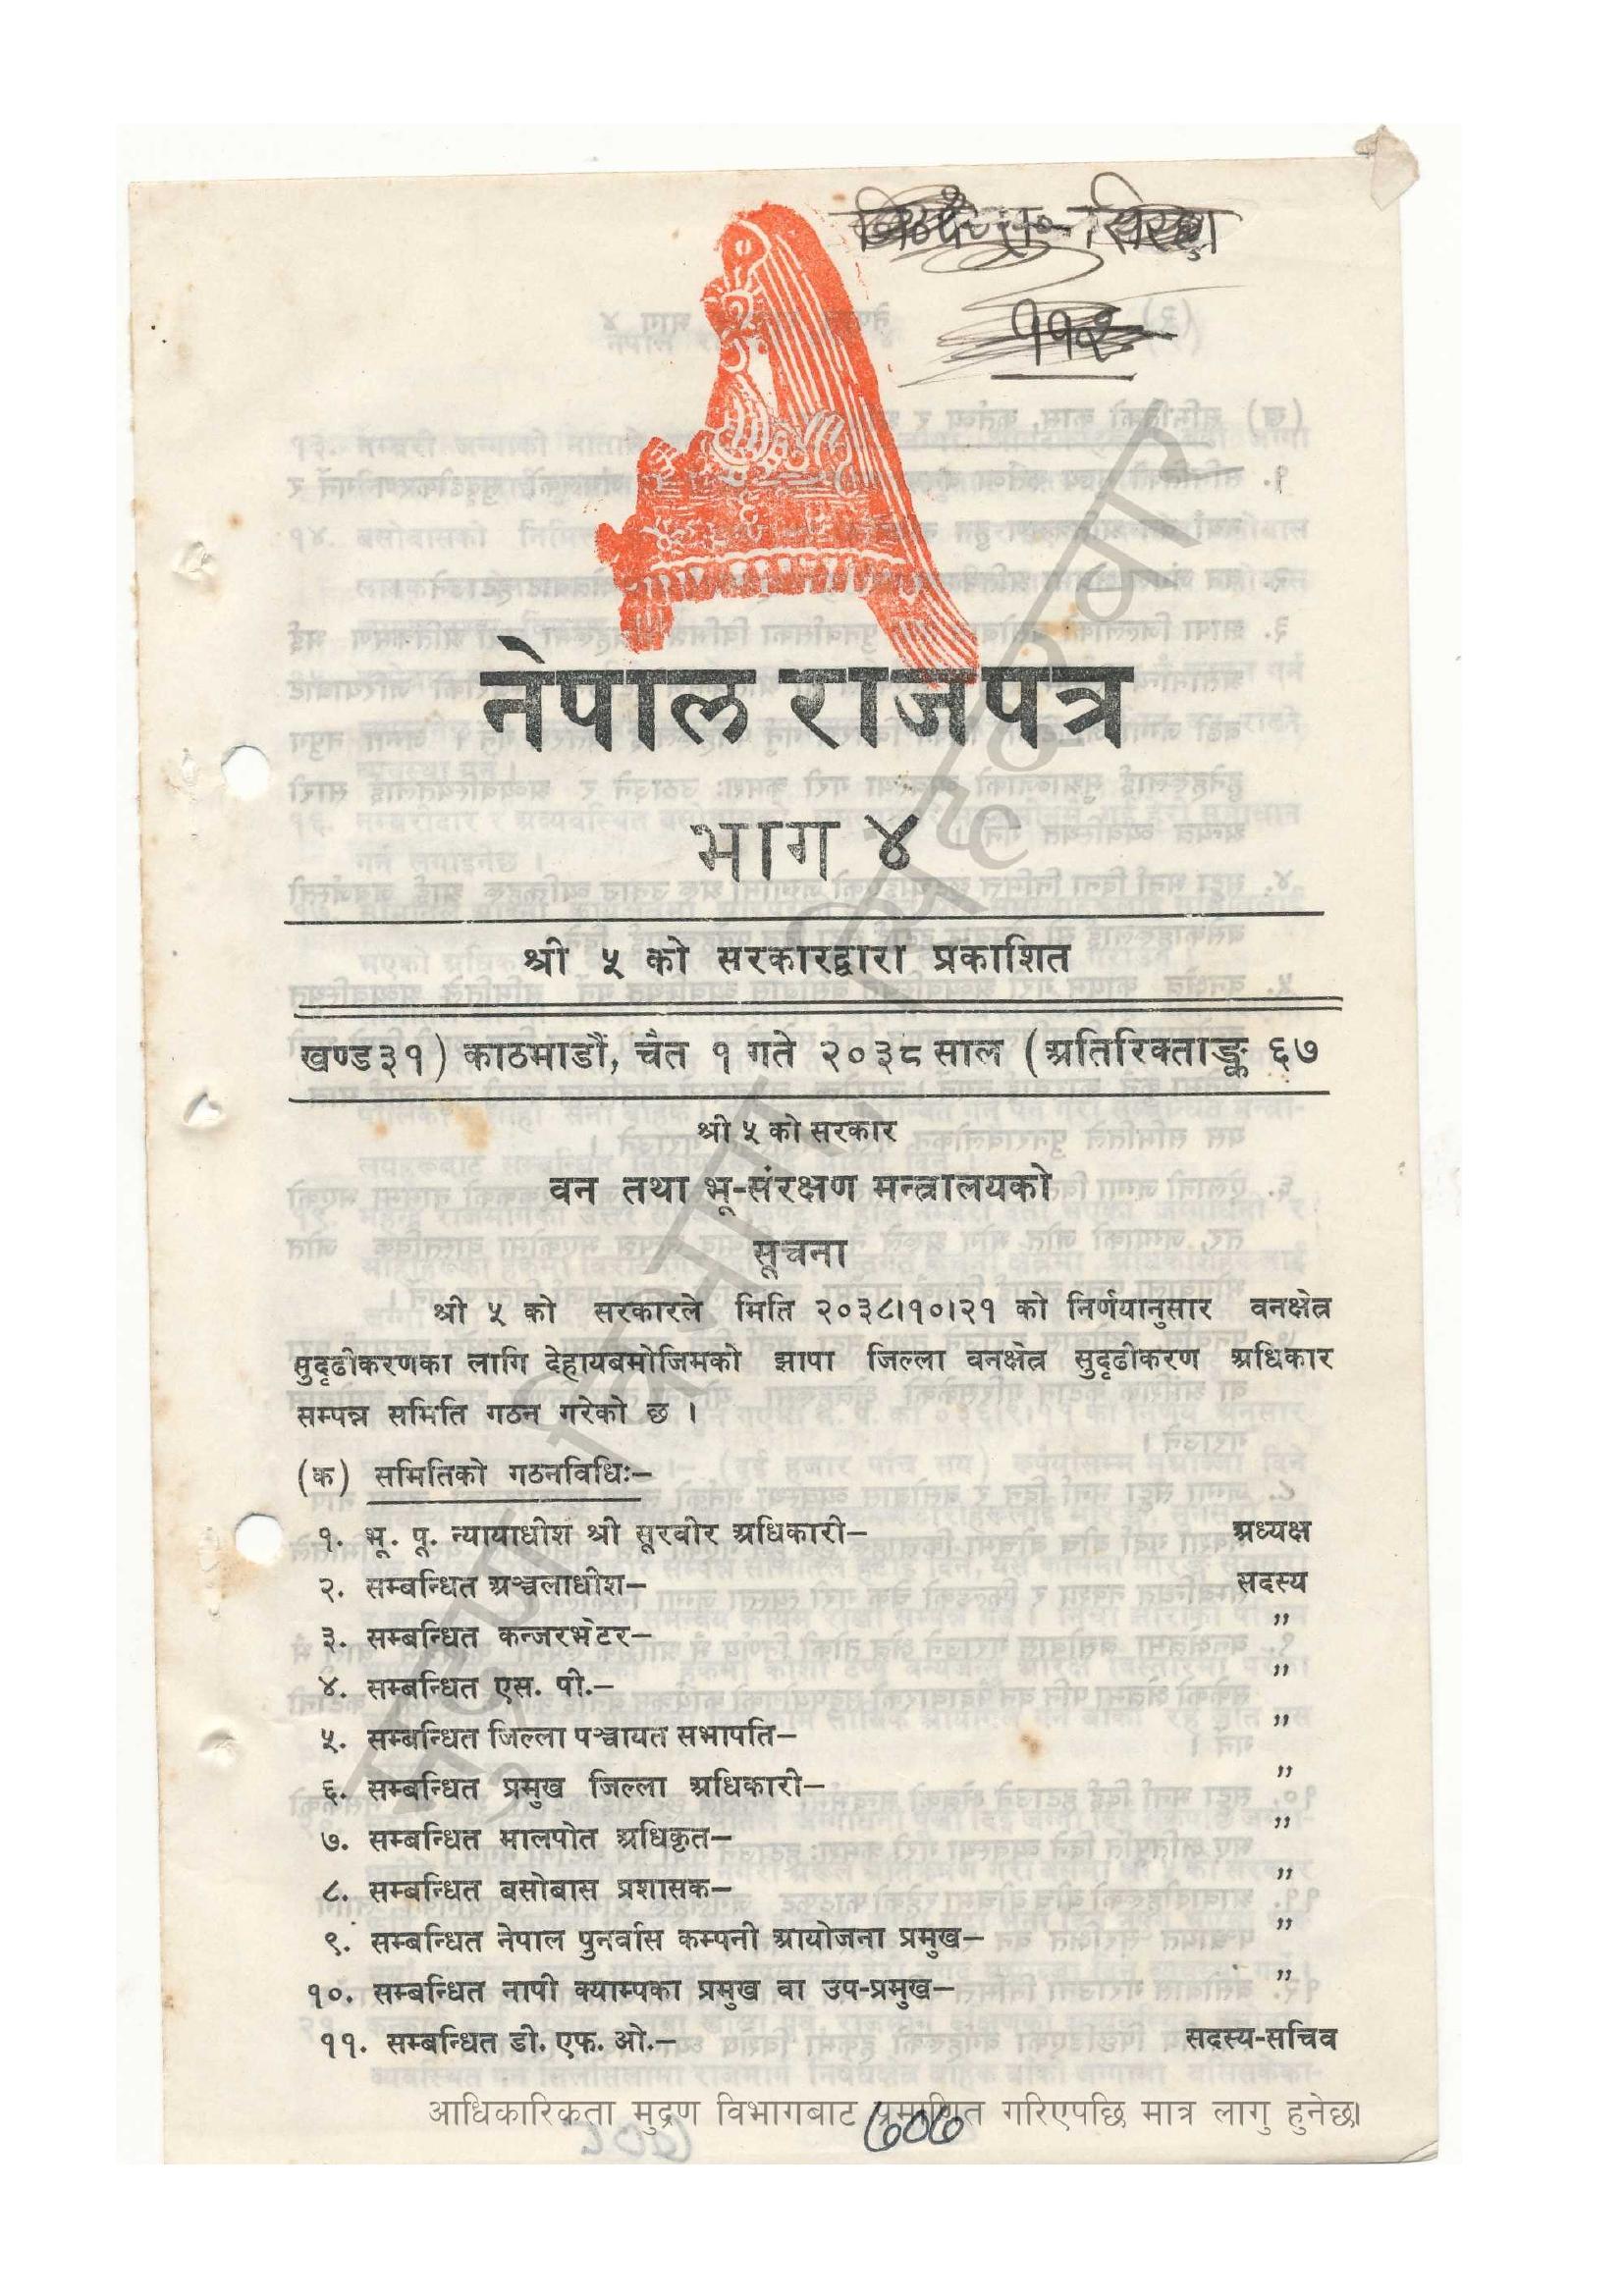 ११२
नेपाल राजपत्र
भाग ४
श्री ५ को सरकारद्वारा प्रकाशित
खण्ड३१) काठमाडौं, चैत १ गते २०३८ साल (अतिरिक्ताङ्क ६७
श्री ५ को सरकार
वन तथा भू-संरक्षण मन्त्रालयको
सूचना
श्री ५ को सरकारले मिति २०३८।१०।२१ को निर्णयानुसार वनक्षेत्र
सुदृढीकरणका लागि देहायबमोजिमको झापा जिल्ला वनक्षेत्र सुदृढीकरण अधिकार
सम्पन्न समिति गठन गरेको छ ।
(क) समितिको गठनविधिः–
१. भू. पू. न्यायाधीश श्री सूरवीर अधिकारी– अध्यक्ष
२. सम्बन्धित अञ्चलाधीश– सदस्य
३. सम्बन्धित कन्जरभेटर– ”
४. सम्बन्धित एस. पी.– ”
५. सम्बन्धित जिल्ला पञ्चायत सभापति– ”
६. सम्बन्धित प्रमुख जिल्ला अधिकारी– ”
७. सम्बन्धित मालपोत अधिकृत– ”
८. सम्बन्धित बसोबास प्रशासक– ”
९. सम्बन्धित नेपाल पुनर्वास कम्पनी आयोजना प्रमुख– ”
१०. सम्बन्धित नापी क्याम्पका प्रमुख वा उप-प्रमुख– ”
११. सम्बन्धित डी. एफ. ओ.– सदस्य-सचिव
आधिकारिकता मुद्रण विभागबाट प्रमाणित गरिएपछि मात्र लागु हुनेछ।
७०७